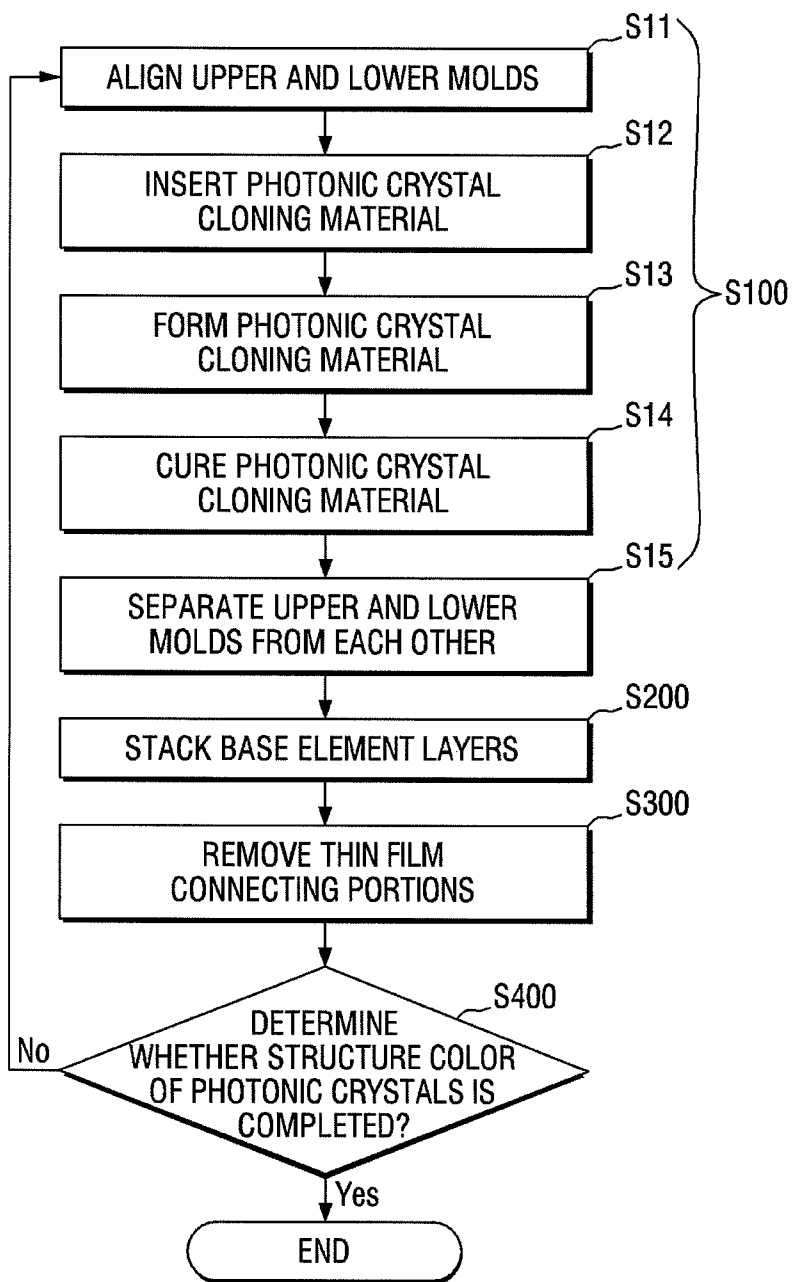 S11
ALIGN UPPER AND LOWER MOLDS
S12
INSERT PHOTONIC CRYSTAL
CLONING MATERIAL
S13
FORM PHOTONIC CRYSTAL
CLONING MATERIAL
S100
S14
CURE PHOTONIC CRYSTAL
CLONING MATERIAL
S15
SEPARATE UPPER AND LOWER
MOLDS FROM EACH OTHER
S200
STACK BASE ELEMENT LAYERS
S300
REMOVE THIN FILM
CONNECTING PORTIONS
S400
DETERMINE
WHETHER STRUCTURE COLOR
OF PHOTONIC CRYSTALS IS
COMPLETED?
No
Yes
END